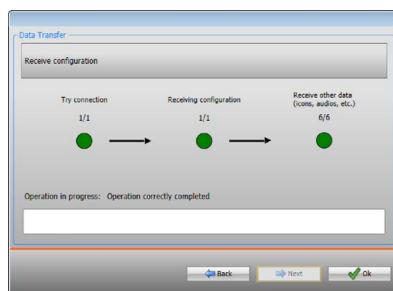 Data Transfer
Receive configuration
Try connection
1/1
Receiving configuration
1/1
Receive other data
(icons, audios, etc.)
6/6
Operation in progress: Operation correctly completed
Back
Next
Ok